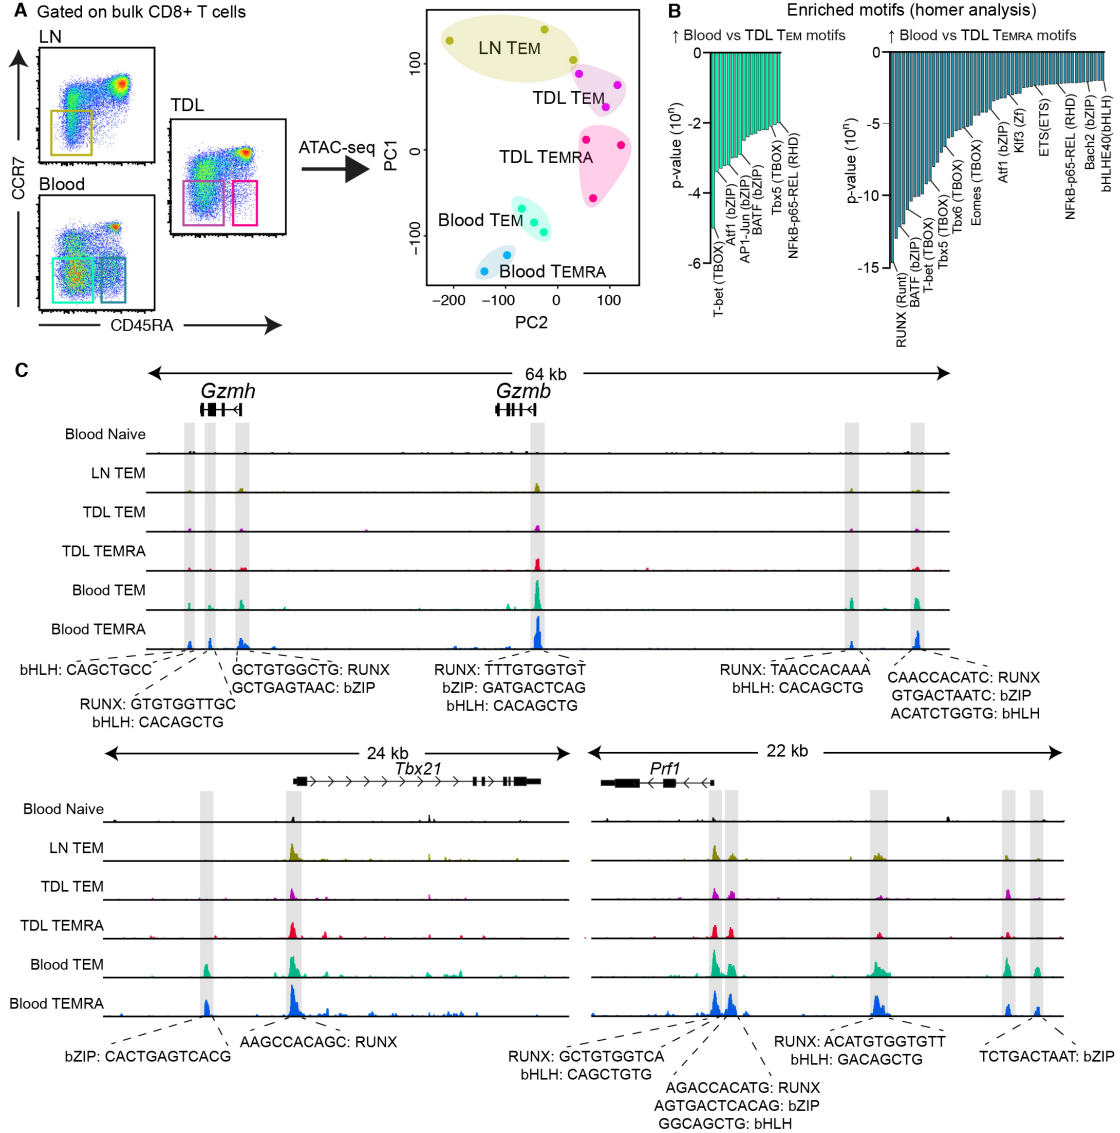 A
Gated on bulk CD8+ T cells
LN
TDL
Blood
CCR7
CD45RA
ATAC-seq
100
0
−100
PC1
−200
−100
0
100
PC2
LN TEM
TDL TEM
TDL TEMRA
Blood TEM
Blood TEMRA
B
Enriched motifs (homer analysis)
↑ Blood vs TDL TEM motifs
0
-2
-4
-6
p-value (10ⁿ)
T-bet (TBOX)
Atf1 (bZIP)
AP1-Jun (bZIP)
BATF (bZIP)
Tbx5 (TBOX)
NFkB-p65-REL (RHD)
↑ Blood vs TDL TEMRA motifs
0
-5
-10
-15
p-value (10ⁿ)
RUNX (Runt)
BATF (bZIP)
T-bet (TBOX)
Tbx5 (TBOX)
Tbx6 (TBOX)
Eomes (TBOX)
Atf1 (bZIP)
Klf3 (Zf)
ETS(ETS)
NFkB-p65-REL (RHD)
Bach2 (bZIP)
bHLHE40(bHLH)
C
64 kb
Gzmh
Gzmb
Blood Naive
LN TEM
TDL TEM
TDL TEMRA
Blood TEM
Blood TEMRA
bHLH: CAGCTGCC
RUNX: GTGTGGTTGC
bHLH: CACAGCTG
GCTGTGGCTG: RUNX
GCTGAGTAAC: bZIP
RUNX: TTTGTGGTGT
bZIP: GATGACTCAG
bHLH: CACAGCTG
RUNX: TAACCACAAA
bHLH: CACAGCTG
CAACCACATC: RUNX
GTGACTAATC: bZIP
ACATCTGGTG: bHLH
24 kb
Tbx21
22 kb
Prf1
Blood Naive
LN TEM
TDL TEM
TDL TEMRA
Blood TEM
Blood TEMRA
bZIP: CACTGAGTCACG
AAGCCACAGC: RUNX
RUNX: GCTGTGGTCA
bHLH: CAGCTGTG
AGACCACATG: RUNX
AGTGACTCACAG: bZIP
GGCAGCTG: bHLH
RUNX: ACATGTGGTGTT
bHLH: GACAGCTG
TCTGACTAAT: bZIP